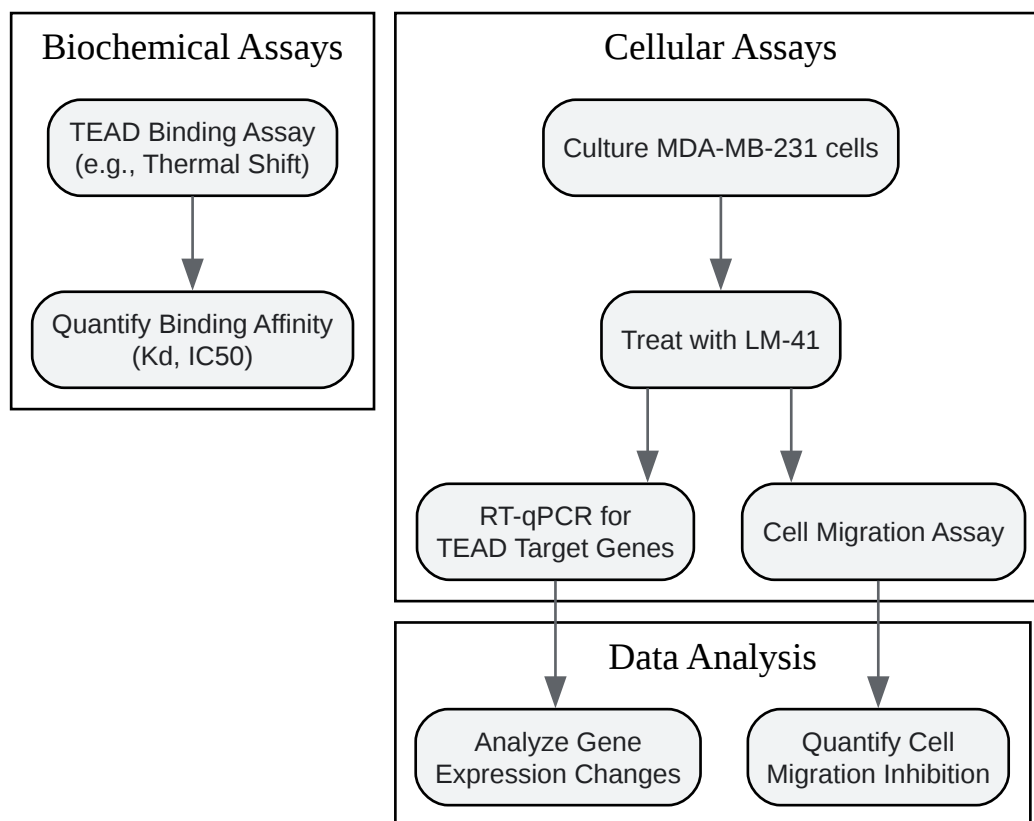 Biochemical Assays
TEAD Binding Assay
(e.g., Thermal Shift)
Quantify Binding Affinity
(Kd, IC50)
Cellular Assays
Culture MDA-MB-231 cells
Treat with LM-41
RT-qPCR for
TEAD Target Genes
Cell Migration Assay
Data Analysis
Analyze Gene
Expression Changes
Quantify Cell
Migration Inhibition